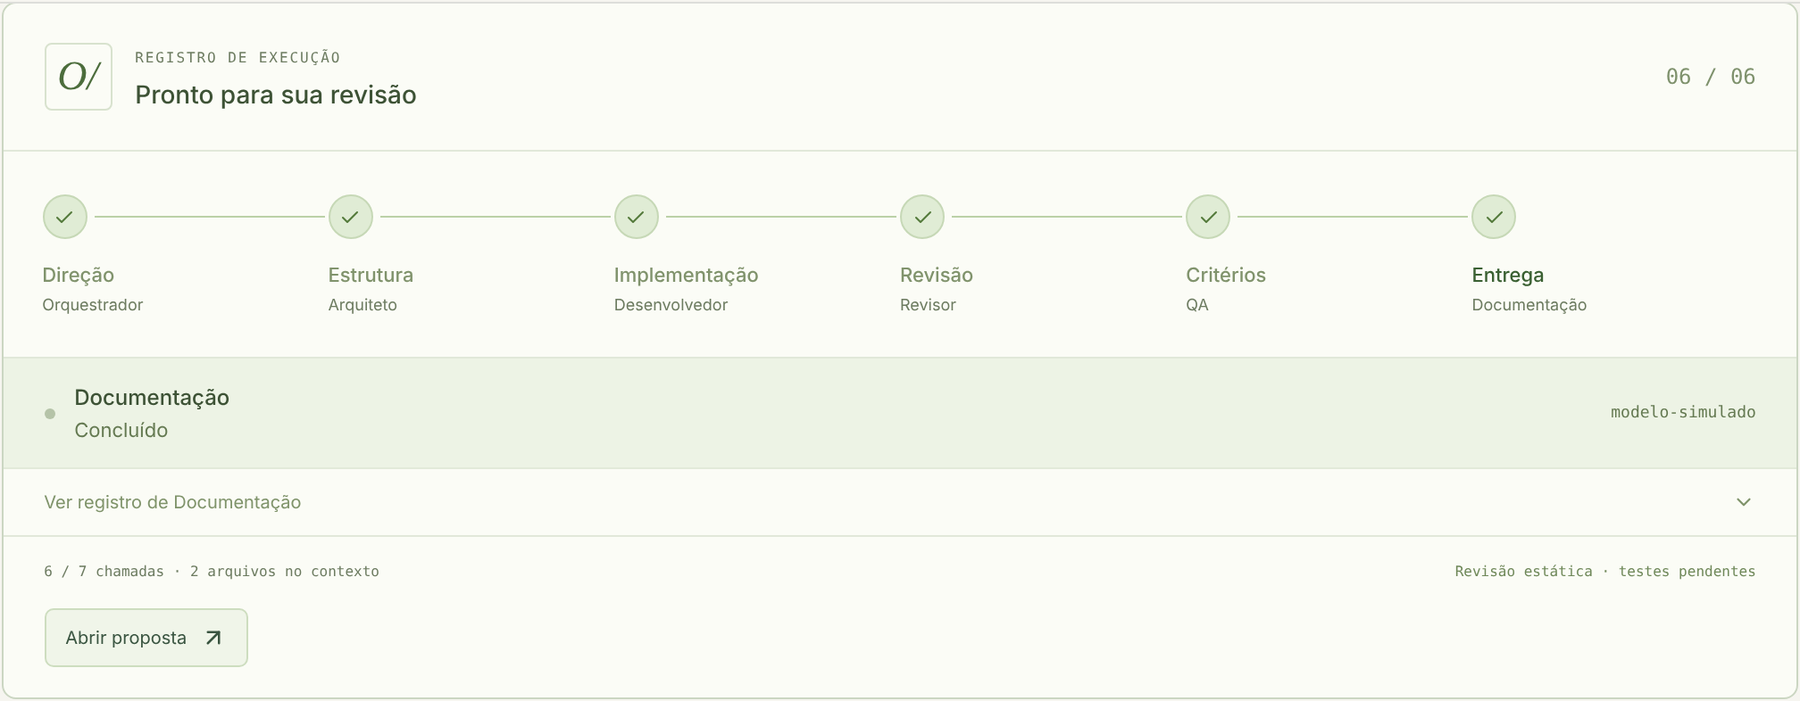 O/
REGISTRO DE EXECUÇÃO
Pronto para sua revisão
06 / 06
Direção
Orquestrador
Estrutura
Arquiteto
Implementação
Desenvolvedor
Revisão
Revisor
Critérios
QA
Entrega
Documentação
Documentação
Concluído
modelo-simulado
Ver registro de Documentação
6 / 7 chamadas · 2 arquivos no contexto
Revisão estática · testes pendentes
Abrir proposta